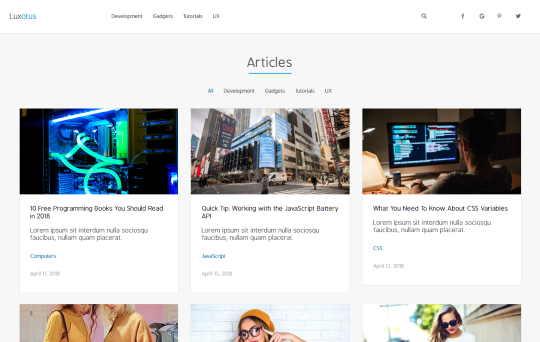 Luxotus
Development Gadgets Tutorials UX
Articles
All Development Gadgets Tutorials UX
10 Free Programming Books You Should Read
in 2018
Lorem ipsum sit interdum nulla sociosqu
faucibus, nullam quam placerat.
Computers
April 17, 2018
Quick Tip: Working with the JavaScript Battery
API
Lorem ipsum sit interdum nulla sociosqu
faucibus, nullam quam placerat.
JavaScript
April 15, 2018
What You Need To Know About CSS Variables
Lorem ipsum sit interdum nulla sociosqu
faucibus, nullam quam placerat.
CSS
April 17, 2018